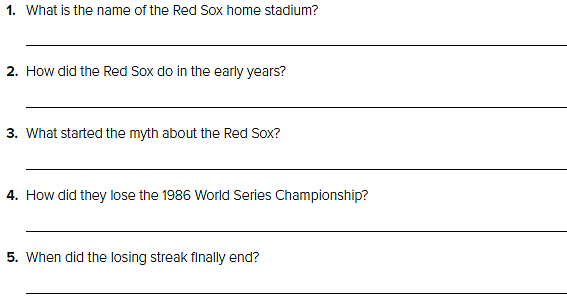 1. What is the name of the Red Sox home stadium?
2. How did the Red Sox do in the early years?
3. What started the myth about the Red Sox?
4. How did they lose the 1986 World Series Championship?
5. When did the losing streak finally end?